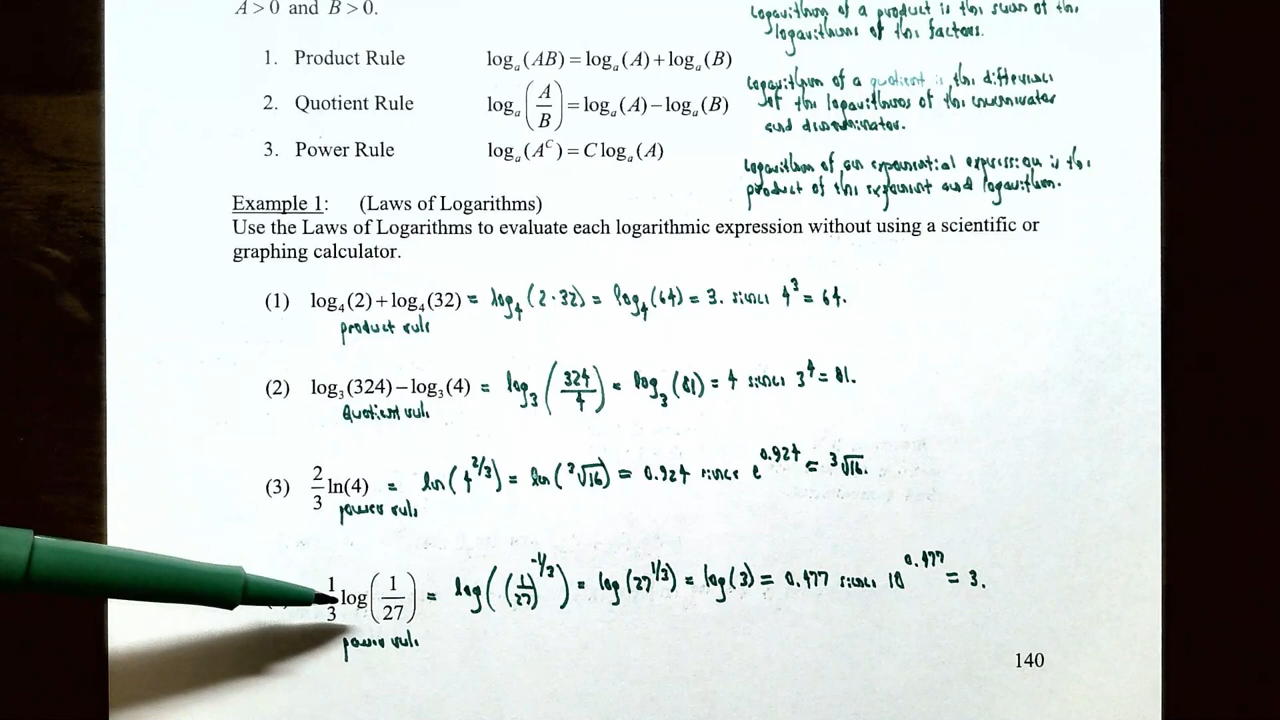 A > 0 and B > 0.
logarithm of a product is the sum of the
logarithms of the factors.
1. Product Rule log_a(AB) = log_a(A) + log_a(B)
logarithm of a quotient is the difference
of the logarithms of the numerator
and denominator.
2. Quotient Rule log_a(A/B) = log_a(A) − log_a(B)
3. Power Rule log_a(A^C) = C log_a(A)
logarithm of an exponential expression is the
product of the exponent and logarithm.
Example 1: (Laws of Logarithms)
Use the Laws of Logarithms to evaluate each logarithmic expression without using a scientific or
graphing calculator.
(1) log_4(2) + log_4(32) = log_4(2·32) = log_4(64) = 3. since 4^3 = 64.
product rule
(2) log_3(324) − log_3(4) = log_3(324/4) = log_3(81) = 4 since 3^4 = 81.
Quotient rule
(3) 2/3 ln(4) = ln(4^{2/3}) = ln(∛16) = 0.924 since e^{0.924} = ∛16.
power rule
1/3 log(1/27) = log((1/27)^{-1/3}) = log(27^{1/3}) = log(3) = 0.477 since 10^{0.477} = 3.
power rule
140